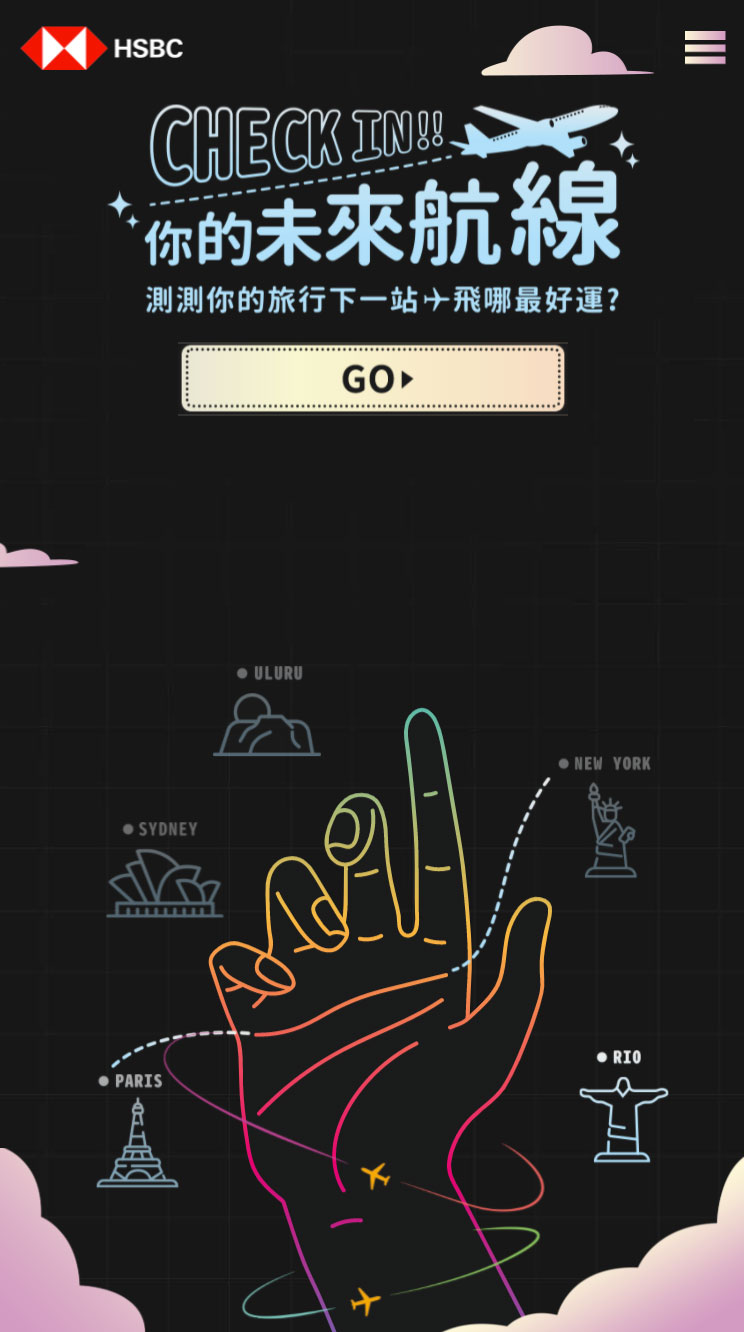 HSBC
CHECK IN!!
你的未來航線
測測你的旅行下一站✈飛哪最好運?
GO▸
ULURU
NEW YORK
SYDNEY
RIO
PARIS